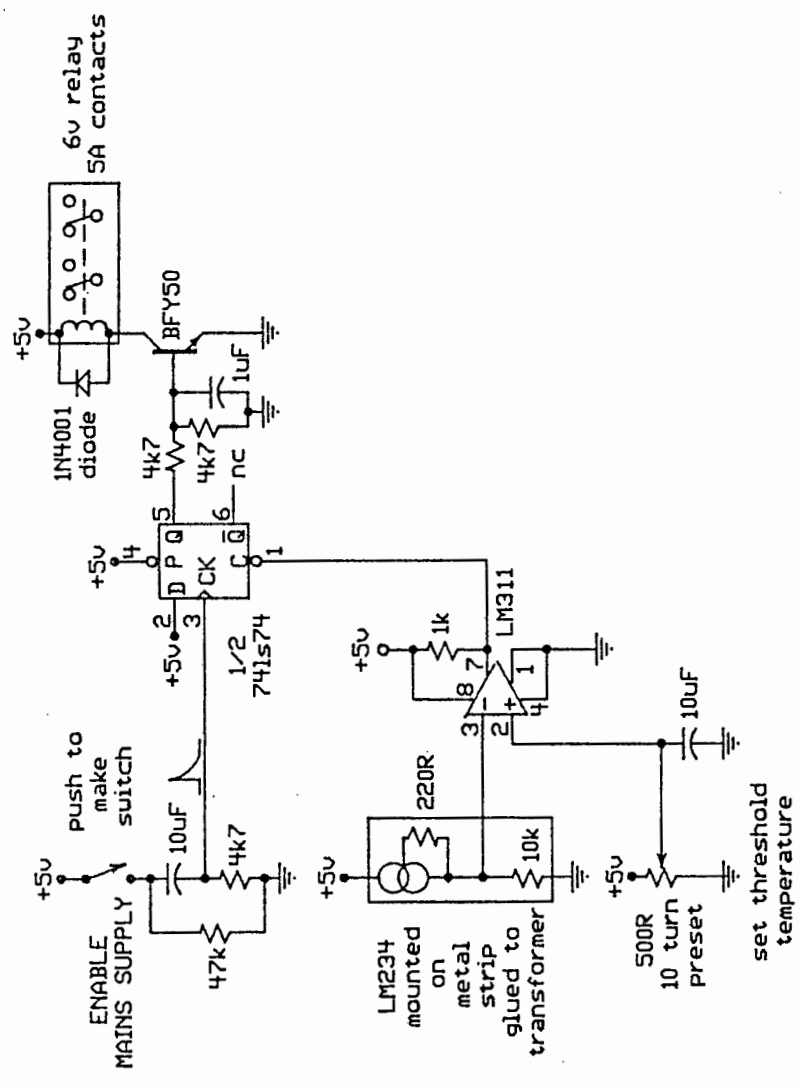 ENABLE
MAINS SUPPLY
+5v
push to
make
switch
10uF
47k
4k7
+5v
2
3
D
P
CK
Q
Q
C
1/2
74ls74
+5v
4
5
6
nc
1
4k7
4k7
1uF
1N4001
diode
+5v
BFY50
6v relay
5A contacts
LM234
mounted
on
metal
strip
glued to
transformer
+5v
220R
10k
+5v
1k
3
2
-
+
8
7
1
4
LM311
+5v
500R
10 turn
preset
10uF
set threshold
temperature